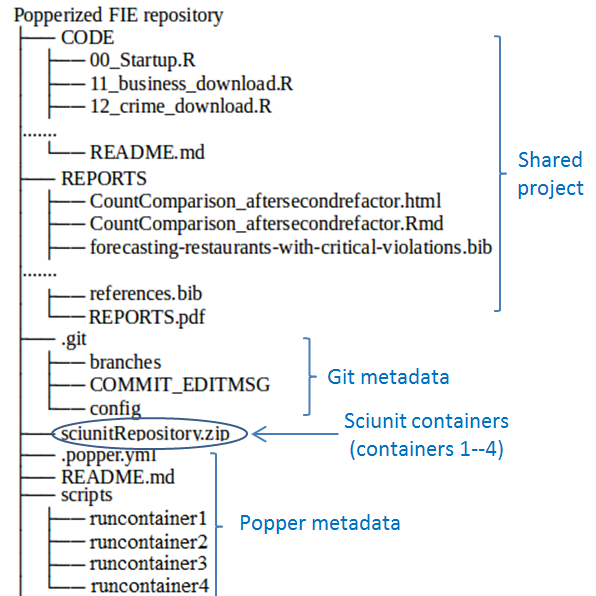 Popperized FIE repository
CODE
00_Startup.R
11_business_download.R
12_crime_download.R
.......
README.md
REPORTS
CountComparison_aftersecondrefactor.html
CountComparison_aftersecondrefactor.Rmd
forecasting-restaurants-with-critical-violations.bib
.......
references.bib
REPORTS.pdf
Shared
project
.git
branches
COMMIT_EDITMSG
config
Git metadata
sciunitRepository.zip
Sciunit containers
(containers 1--4)
.popper.yml
README.md
scripts
runcontainer1
runcontainer2
runcontainer3
runcontainer4
Popper metadata